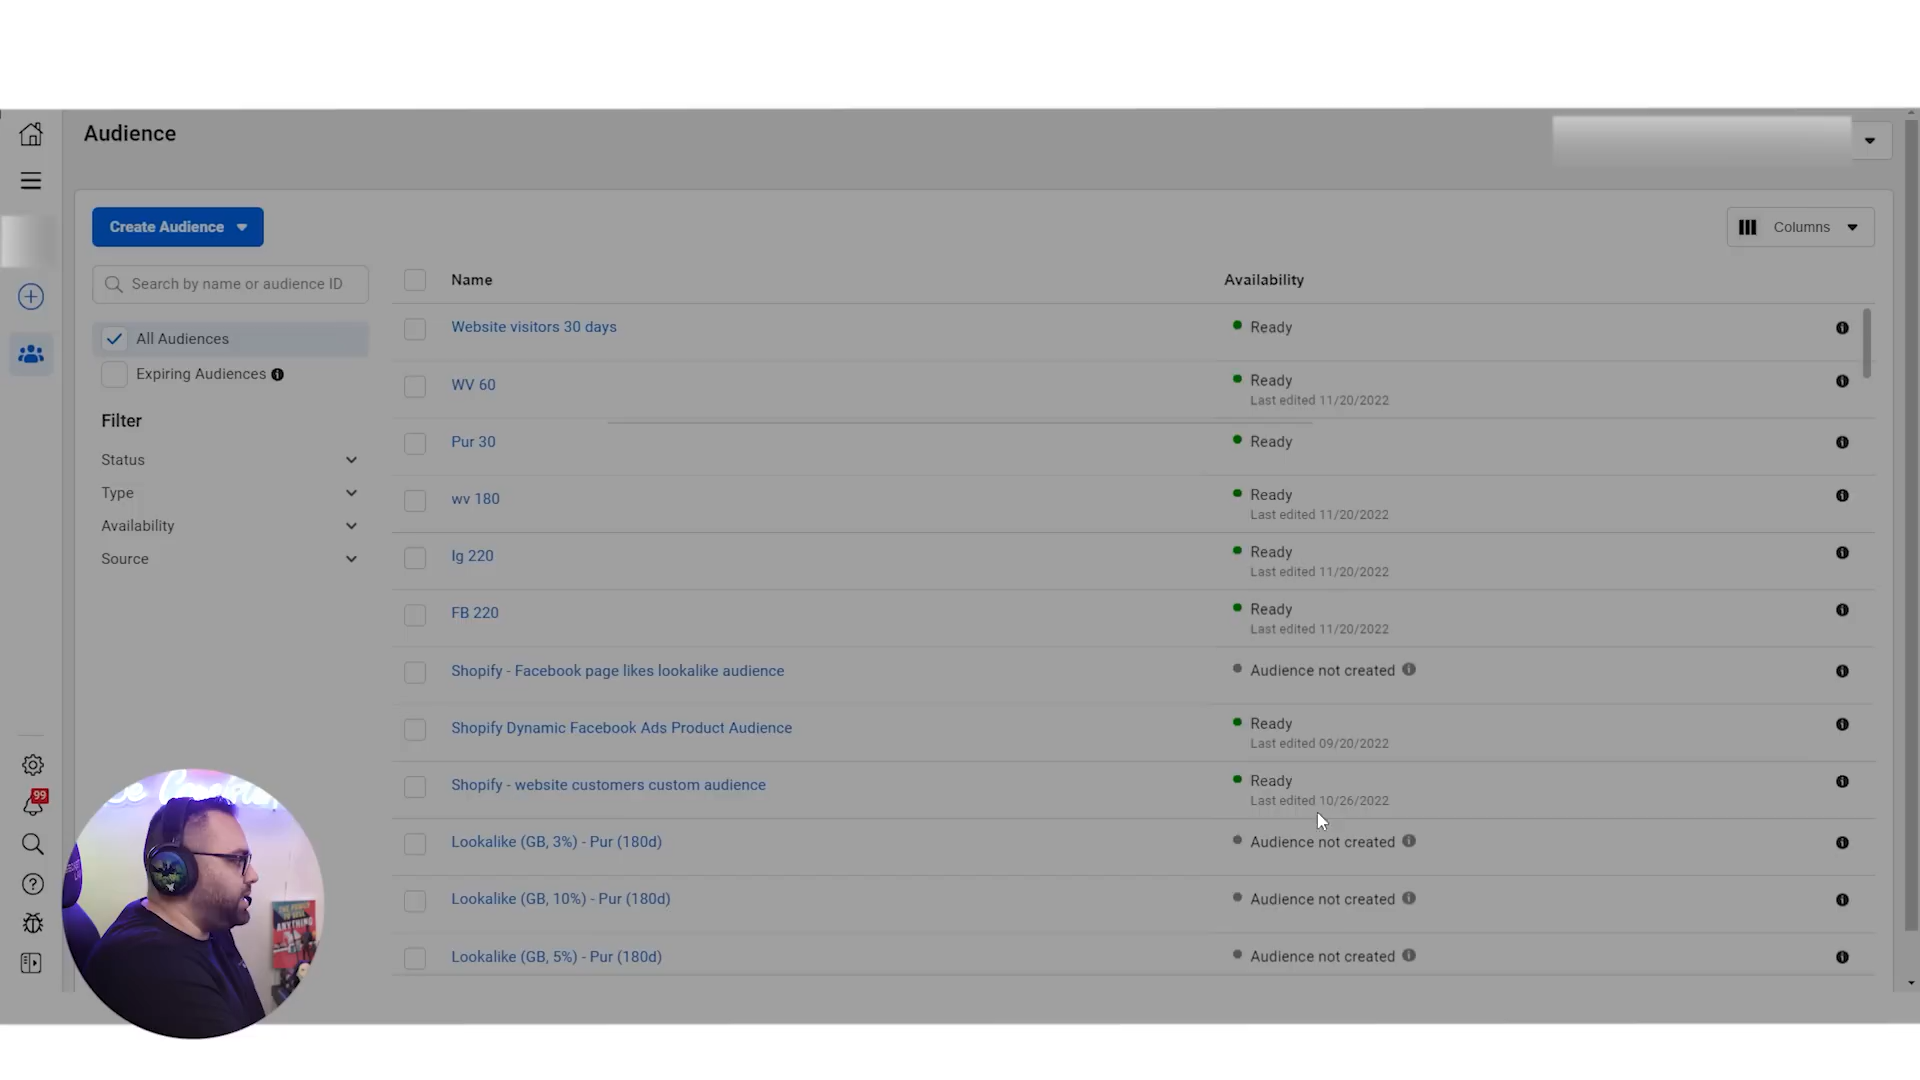 Audience
Create Audience
Columns
Search by name or audience ID
All Audiences
Expiring Audiences
Filter
Status
Type
Availability
Source
Name
Availability
Website visitors 30 days
Ready
WV 60
Ready
Last edited 11/20/2022
Pur 30
Ready
wv 180
Ready
Last edited 11/20/2022
Ig 220
Ready
Last edited 11/20/2022
FB 220
Ready
Last edited 11/20/2022
Shopify - Facebook page likes lookalike audience
Audience not created
Shopify Dynamic Facebook Ads Product Audience
Ready
Last edited 09/20/2022
Shopify - website customers custom audience
Ready
Last edited 10/26/2022
Lookalike (GB, 3%) - Pur (180d)
Audience not created
Lookalike (GB, 10%) - Pur (180d)
Audience not created
Lookalike (GB, 5%) - Pur (180d)
Audience not created
99
ANYTHING